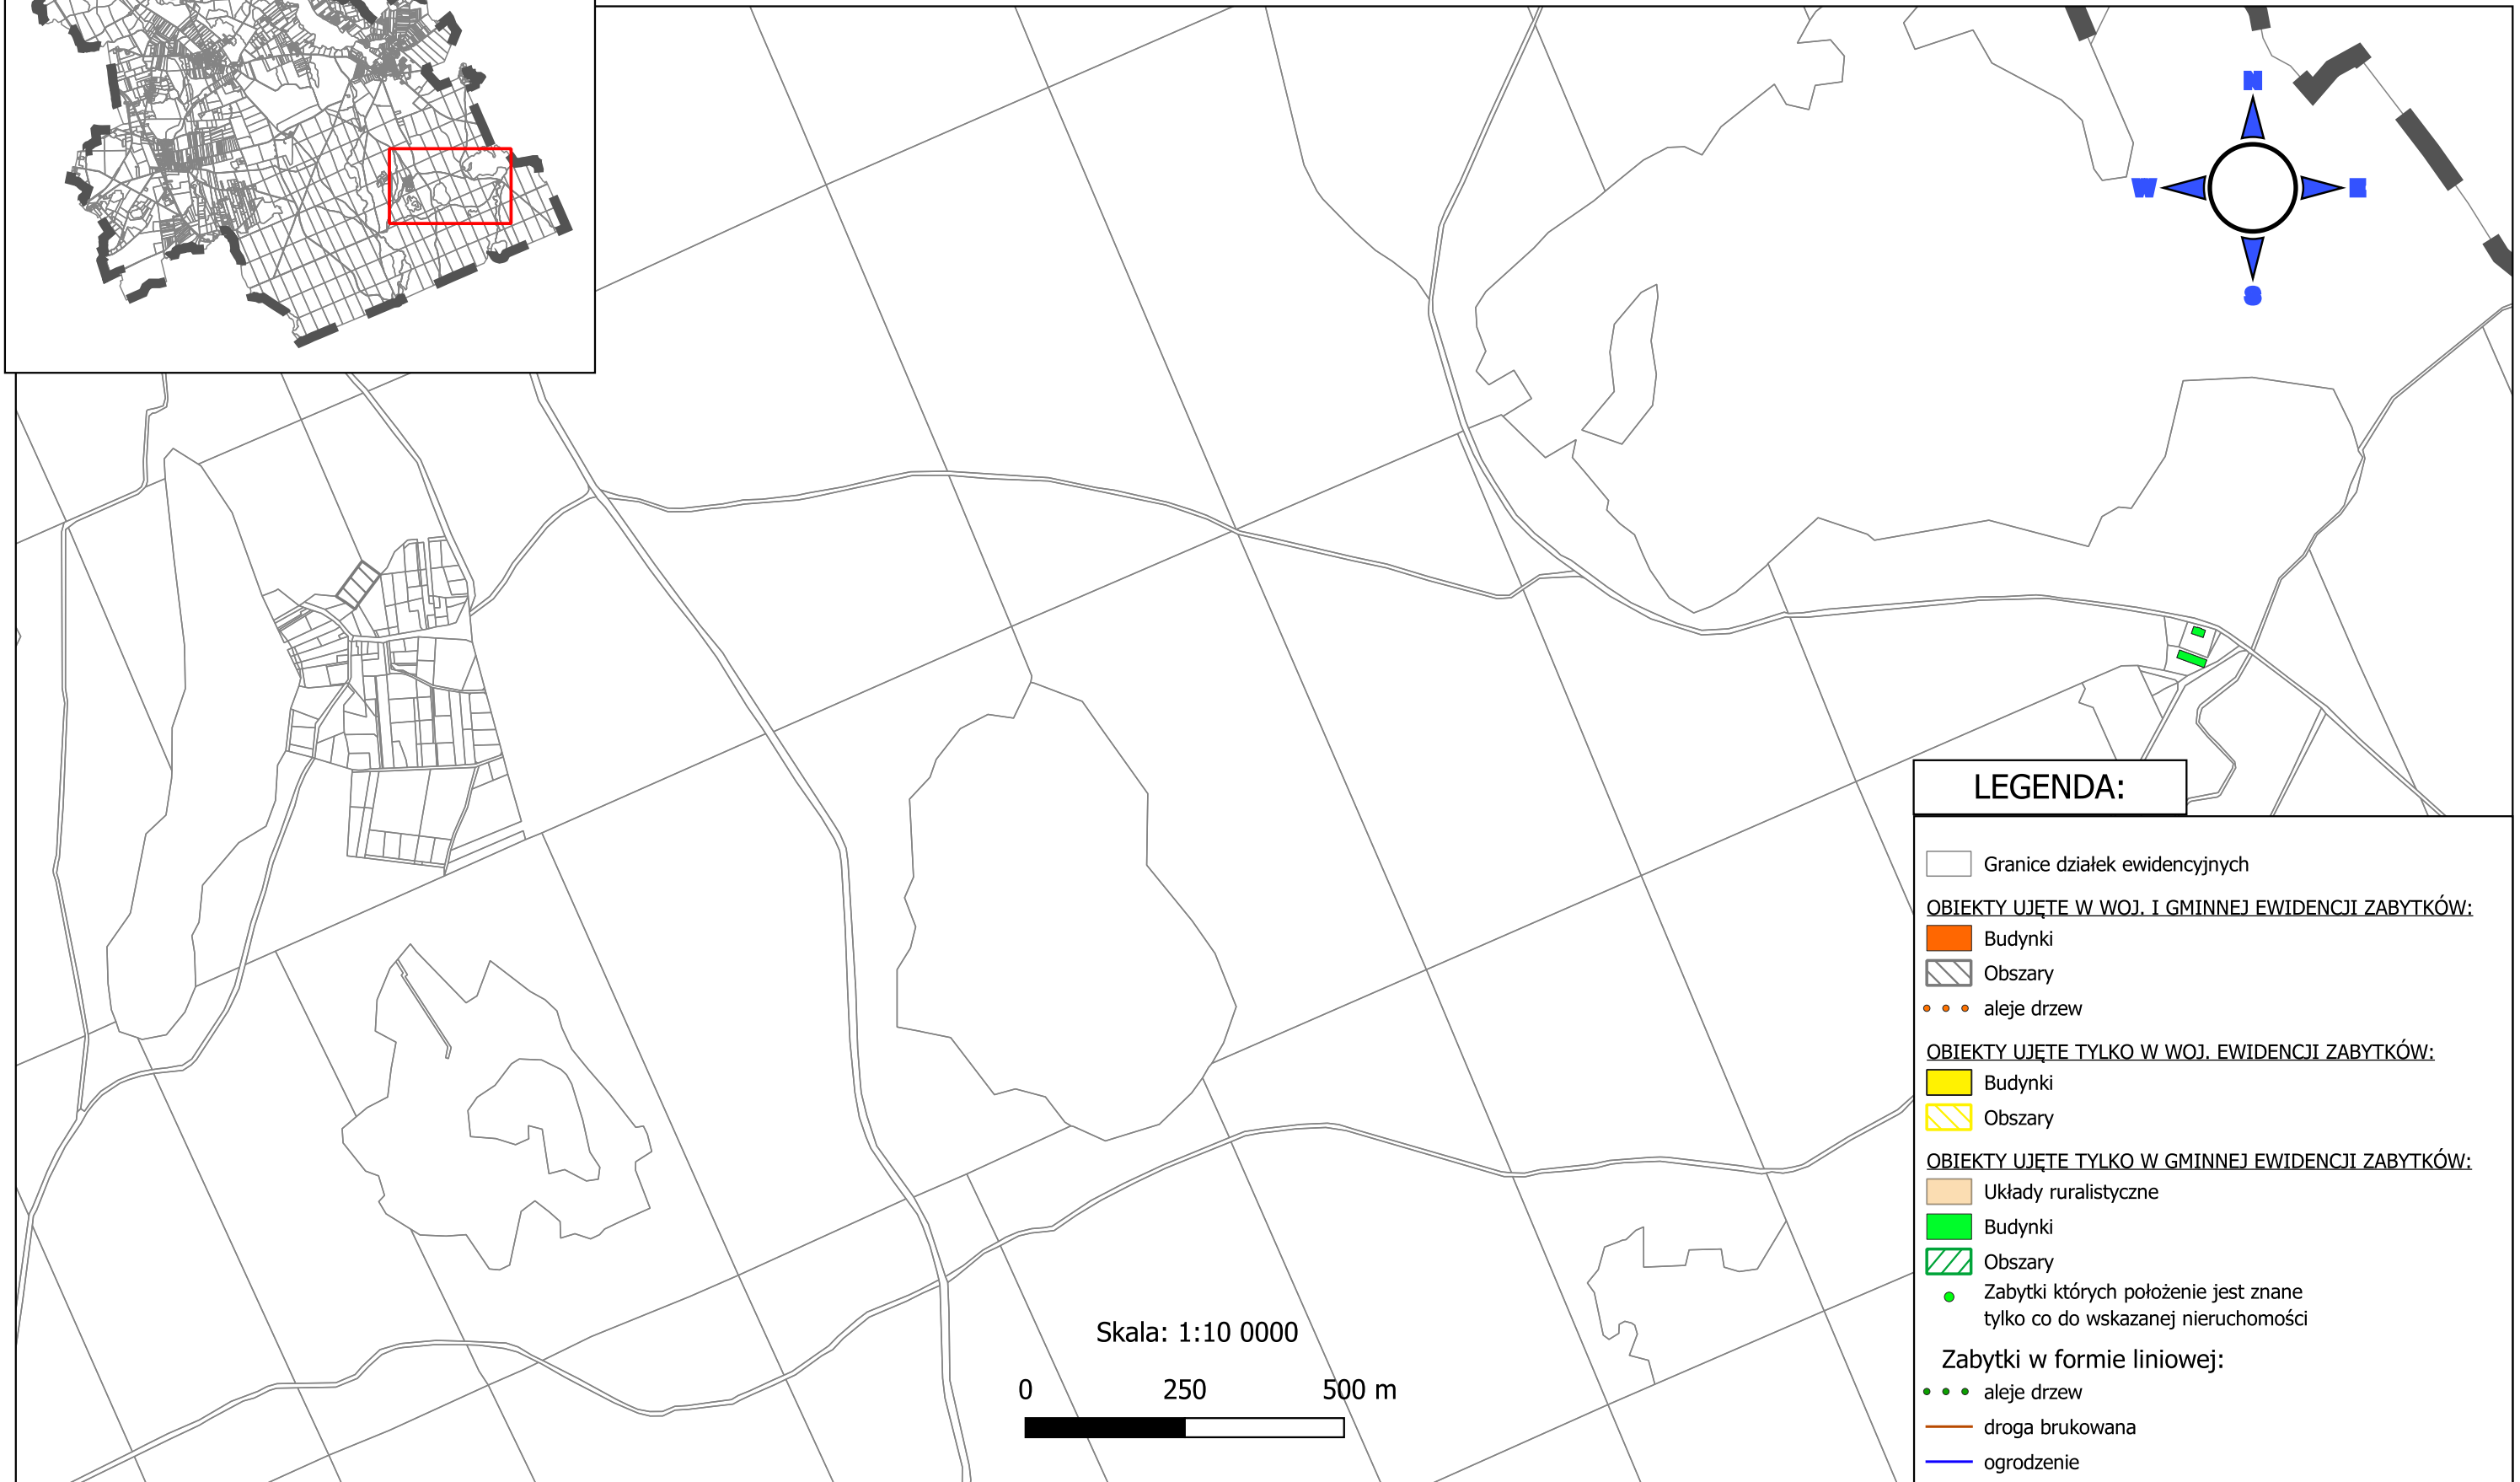 N
W E
S
LEGENDA:
Granice działek ewidencyjnych
OBIEKTY UJĘTE W WOJ. I GMINNEJ EWIDENCJI ZABYTKÓW:
Budynki
Obszary
aleje drzew
OBIEKTY UJĘTE TYLKO W WOJ. EWIDENCJI ZABYTKÓW:
Budynki
Obszary
OBIEKTY UJĘTE TYLKO W GMINNEJ EWIDENCJI ZABYTKÓW:
Układy ruralistyczne
Budynki
Obszary
Zabytki których położenie jest znane
tylko co do wskazanej nieruchomości
Zabytki w formie liniowej:
aleje drzew
droga brukowana
ogrodzenie
Skala: 1:10 0000
0 250 500 m